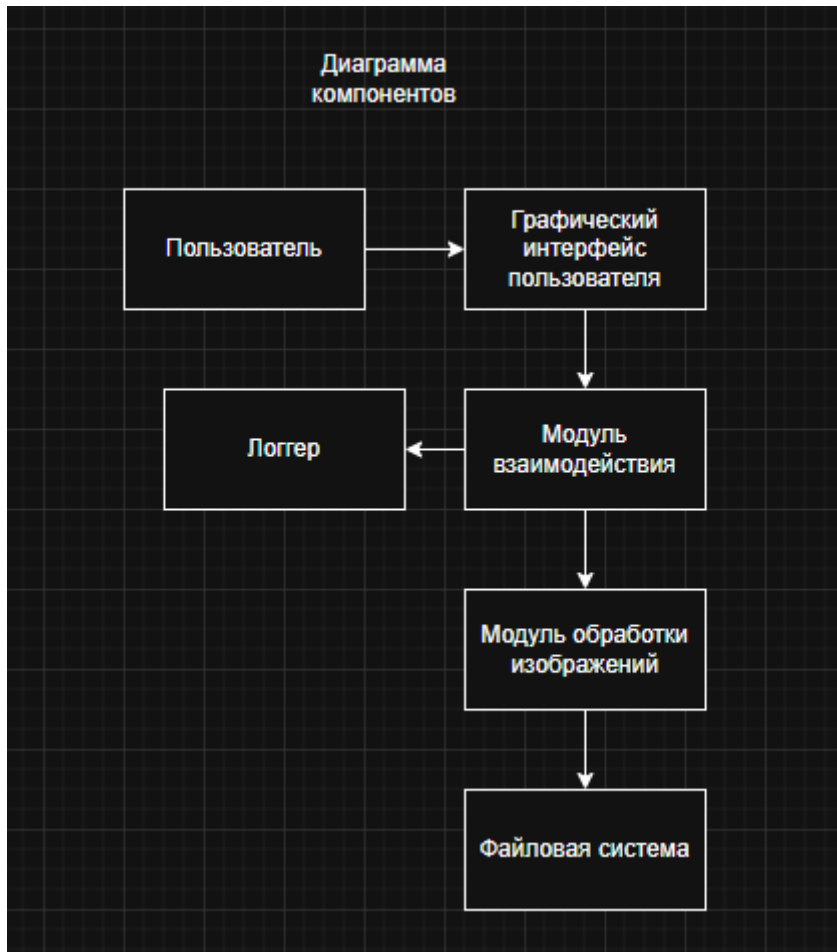 Диаграмма
компонентов
Пользователь
Графический
интерфейс
пользователя
Логгер
Модуль
взаимодействия
Модуль обработки
изображений
Файловая система